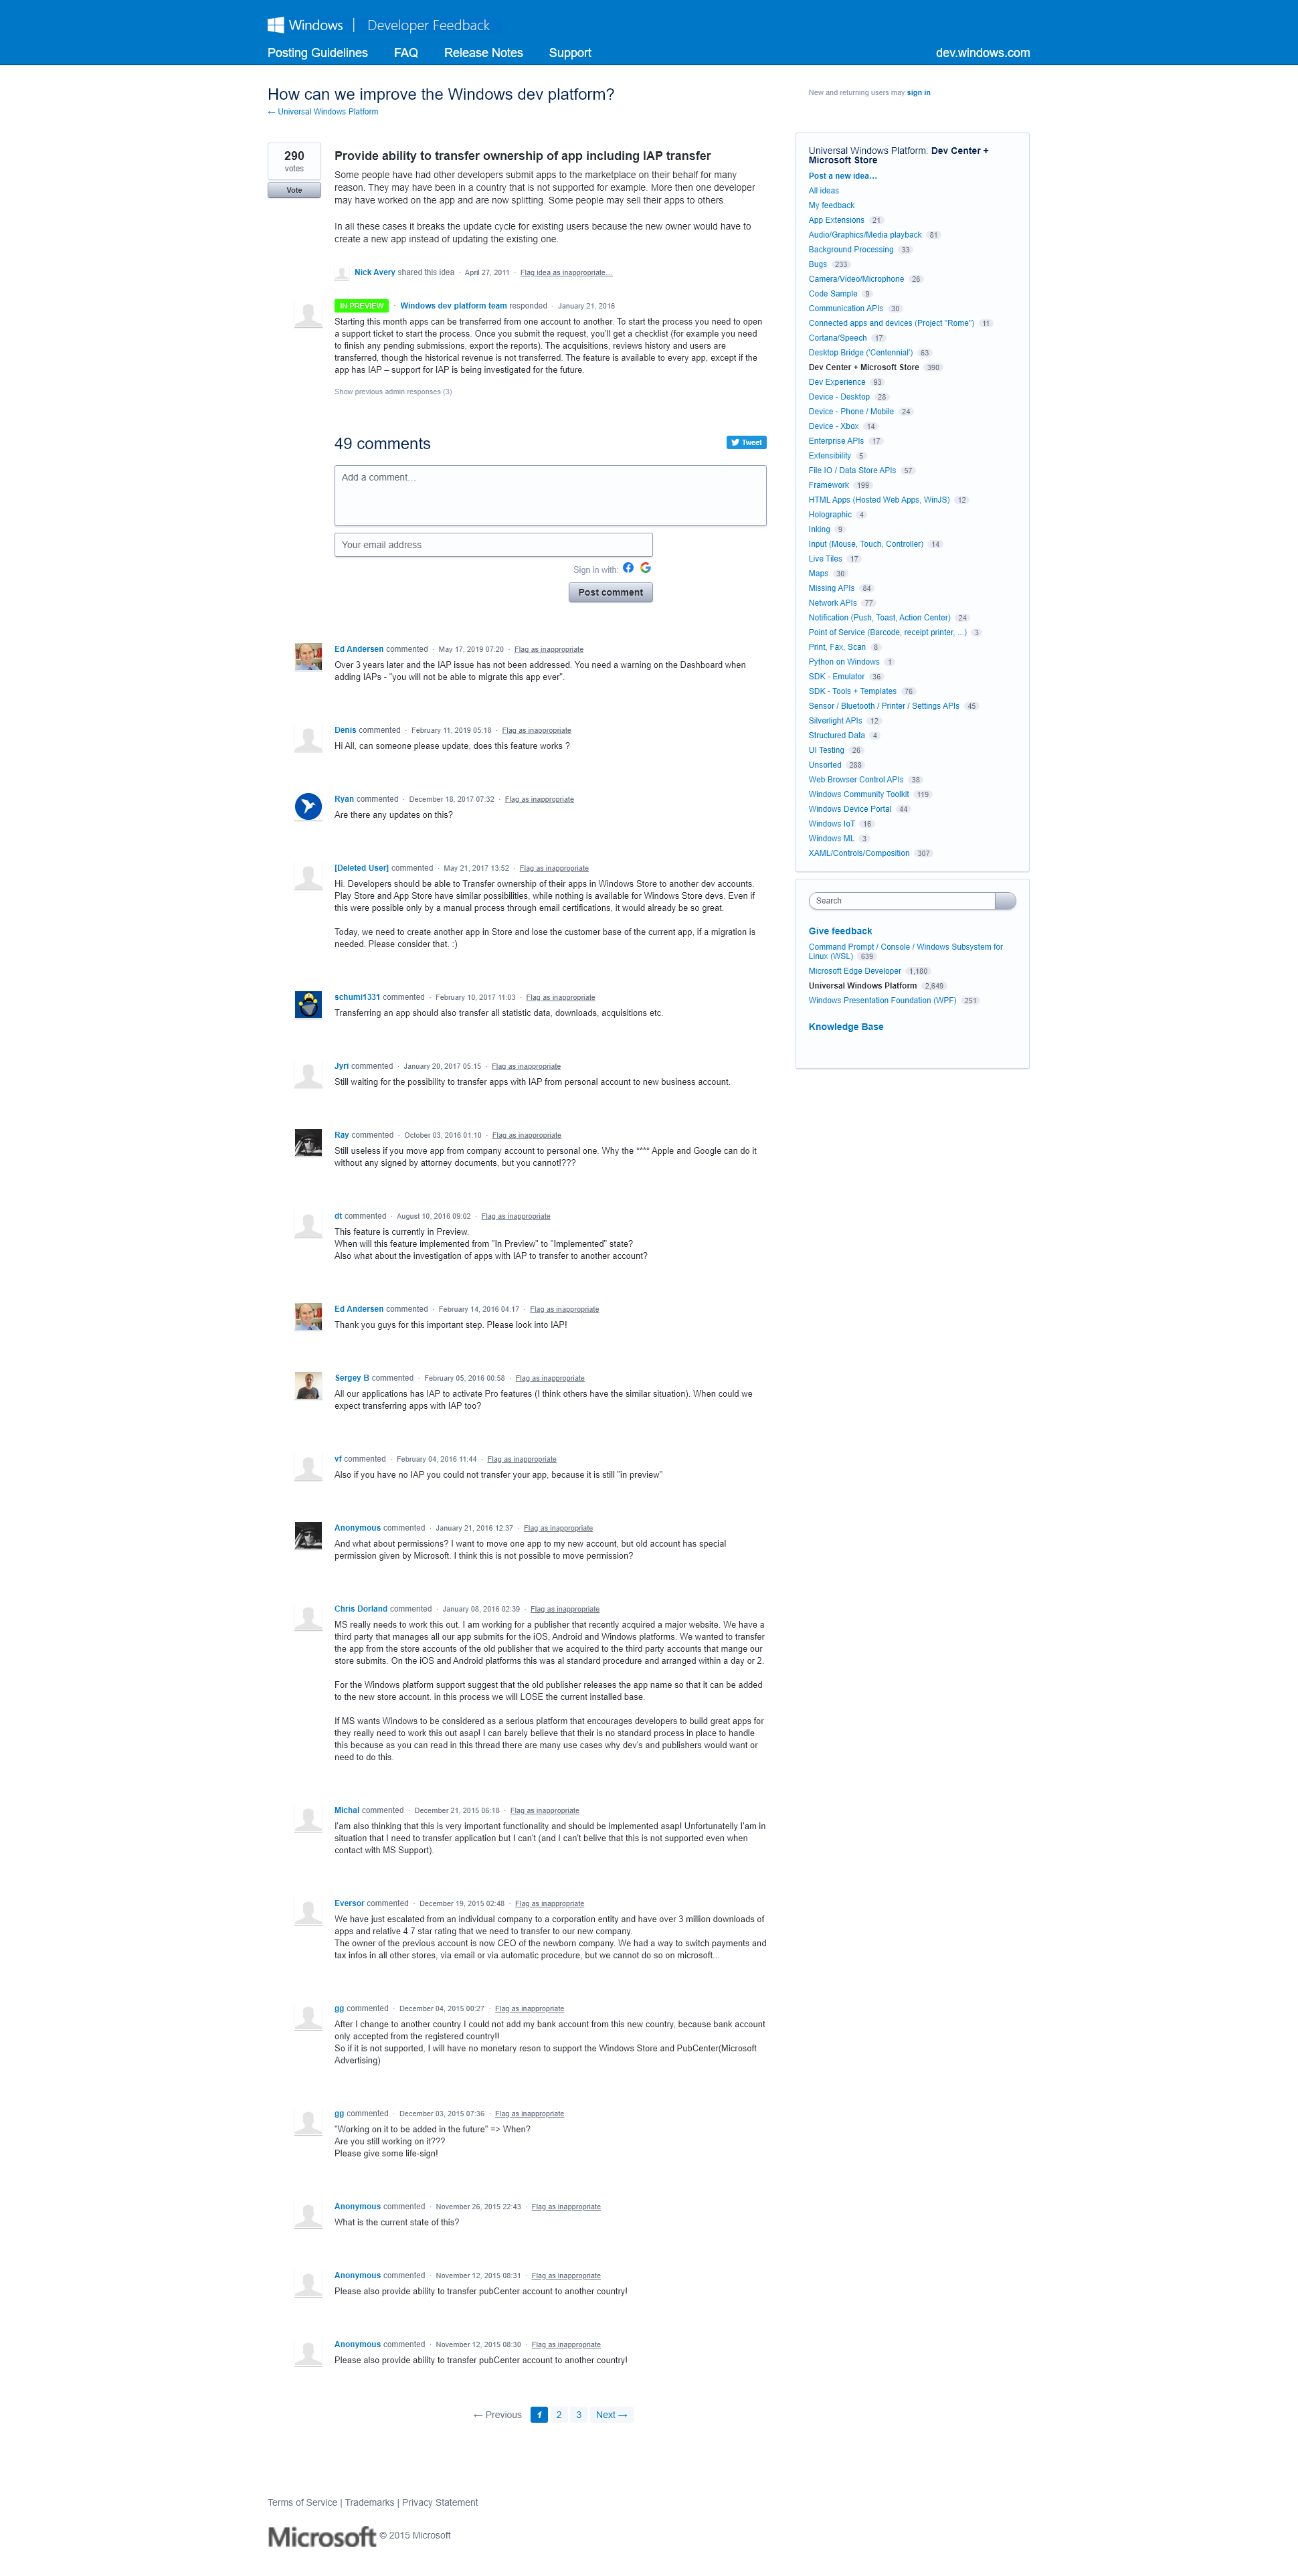 Windows | Developer Feedback
Posting Guidelines FAQ Release Notes Support dev.windows.com
How can we improve the Windows dev platform?
← Universal Windows Platform
New and returning users may sign in
290
votes
Vote
Provide ability to transfer ownership of app including IAP transfer
Some people have had other developers submit apps to the marketplace on their behalf for many
reason. They may have been in a country that is not supported for example. More then one developer
may have worked on the app and are now splitting. Some people may sell their apps to others.
In all these cases it breaks the update cycle for existing users because the new owner would have to
create a new app instead of updating the existing one.
Nick Avery shared this idea · April 27, 2011 · Flag idea as inappropriate…
IN PREVIEW · Windows dev platform team responded · January 21, 2016
Starting this month apps can be transferred from one account to another. To start the process you need to open
a support ticket to start the process. Once you submit the request, you'll get a checklist (for example you need
to finish any pending submissions, export the reports). The acquisitions, reviews history and users are
transferred, though the historical revenue is not transferred. The feature is available to every app, except if the
app has IAP – support for IAP is being investigated for the future.
Show previous admin responses (3)
49 comments
Tweet
Add a comment…
Your email address
Sign in with:
Post comment
Ed Andersen commented · May 17, 2019 07:20 · Flag as inappropriate
Over 3 years later and the IAP issue has not been addressed. You need a warning on the Dashboard when
adding IAPs - "you will not be able to migrate this app ever".
Denis commented · February 11, 2019 05:18 · Flag as inappropriate
Hi All, can someone please update, does this feature works ?
Ryan commented · December 18, 2017 07:32 · Flag as inappropriate
Are there any updates on this?
[Deleted User] commented · May 21, 2017 13:52 · Flag as inappropriate
Hi. Developers should be able to Transfer ownership of their apps in Windows Store to another dev accounts.
Play Store and App Store have similar possibilities, while nothing is available for Windows Store devs. Even if
this were possible only by a manual process through email certifications, it would already be so great.
Today, we need to create another app in Store and lose the customer base of the current app, if a migration is
needed. Please consider that. :)
schumi1331 commented · February 10, 2017 11:03 · Flag as inappropriate
Transferring an app should also transfer all statistic data, downloads, acquisitions etc.
Jyri commented · January 20, 2017 05:15 · Flag as inappropriate
Still waiting for the possibility to transfer apps with IAP from personal account to new business account.
Ray commented · October 03, 2016 01:10 · Flag as inappropriate
Still useless if you move app from company account to personal one. Why the **** Apple and Google can do it
without any signed by attorney documents, but you cannot!???
dt commented · August 10, 2016 09:02 · Flag as inappropriate
This feature is currently in Preview.
When will this feature implemented from "In Preview" to "Implemented" state?
Also what about the investigation of apps with IAP to transfer to another account?
Ed Andersen commented · February 14, 2016 04:17 · Flag as inappropriate
Thank you guys for this important step. Please look into IAP!
Sergey B commented · February 05, 2016 00:58 · Flag as inappropriate
All our applications has IAP to activate Pro features (I think others have the similar situation). When could we
expect transferring apps with IAP too?
vf commented · February 04, 2016 11:44 · Flag as inappropriate
Also if you have no IAP you could not transfer your app, because it is still "in preview"
Anonymous commented · January 21, 2016 12:37 · Flag as inappropriate
And what about permissions? I want to move one app to my new account, but old account has special
permission given by Microsoft. I think this is not possible to move permission?
Chris Dorland commented · January 08, 2016 02:39 · Flag as inappropriate
MS really needs to work this out. I am working for a publisher that recently acquired a major website. We have a
third party that manages all our app submits for the iOS, Android and Windows platforms. We wanted to transfer
the app from the store accounts of the old publisher that we acquired to the third party accounts that mange our
store submits. On the iOS and Android platforms this was al standard procedure and arranged within a day or 2.
For the Windows platform support suggest that the old publisher releases the app name so that it can be added
to the new store account. in this process we will LOSE the current installed base.
If MS wants Windows to be considered as a serious platform that encourages developers to build great apps for
they really need to work this out asap! I can barely believe that their is no standard process in place to handle
this because as you can read in this thread there are many use cases why dev's and publishers would want or
need to do this.
Michal commented · December 21, 2015 06:18 · Flag as inappropriate
I'am also thinking that this is very important functionality and should be implemented asap! Unfortunatelly I'am in
situation that I need to transfer application but I can't (and I can't belive that this is not supported even when
contact with MS Support).
Eversor commented · December 19, 2015 02:48 · Flag as inappropriate
We have just escalated from an individual company to a corporation entity and have over 3 million downloads of
apps and relative 4.7 star rating that we need to transfer to our new company.
The owner of the previous account is now CEO of the newborn company. We had a way to switch payments and
tax infos in all other stores, via email or via automatic procedure, but we cannot do so on microsoft...
gg commented · December 04, 2015 00:27 · Flag as inappropriate
After I change to another country I could not add my bank account from this new country, because bank account
only accepted from the registered country!!
So if it is not supported, I will have no monetary reson to support the Windows Store and PubCenter(Microsoft
Advertising)
gg commented · December 03, 2015 07:36 · Flag as inappropriate
"Working on it to be added in the future" => When?
Are you still working on it???
Please give some life-sign!
Anonymous commented · November 26, 2015 22:43 · Flag as inappropriate
What is the current state of this?
Anonymous commented · November 12, 2015 08:31 · Flag as inappropriate
Please also provide ability to transfer pubCenter account to another country!
Anonymous commented · November 12, 2015 08:30 · Flag as inappropriate
Please also provide ability to transfer pubCenter account to another country!
← Previous 1 2 3 Next →
Universal Windows Platform: Dev Center +
Microsoft Store
Post a new idea…
All ideas
My feedback
App Extensions 21
Audio/Graphics/Media playback 81
Background Processing 33
Bugs 233
Camera/Video/Microphone 26
Code Sample 9
Communication APIs 30
Connected apps and devices (Project "Rome") 11
Cortana/Speech 17
Desktop Bridge ('Centennial') 63
Dev Center + Microsoft Store 390
Dev Experience 93
Device - Desktop 28
Device - Phone / Mobile 24
Device - Xbox 14
Enterprise APIs 17
Extensibility 5
File IO / Data Store APIs 57
Framework 199
HTML Apps (Hosted Web Apps, WinJS) 12
Holographic 4
Inking 9
Input (Mouse, Touch, Controller) 14
Live Tiles 17
Maps 30
Missing APIs 84
Network APIs 77
Notification (Push, Toast, Action Center) 24
Point of Service (Barcode, receipt printer, ...) 3
Print, Fax, Scan 8
Python on Windows 1
SDK - Emulator 36
SDK - Tools + Templates 76
Sensor / Bluetooth / Printer / Settings APIs 45
Silverlight APIs 12
Structured Data 4
UI Testing 26
Unsorted 288
Web Browser Control APIs 38
Windows Community Toolkit 119
Windows Device Portal 44
Windows IoT 16
Windows ML 3
XAML/Controls/Composition 307
Search
Give feedback
Command Prompt / Console / Windows Subsystem for
Linux (WSL) 639
Microsoft Edge Developer 1,180
Universal Windows Platform 2,649
Windows Presentation Foundation (WPF) 251
Knowledge Base
Terms of Service | Trademarks | Privacy Statement
Microsoft © 2015 Microsoft